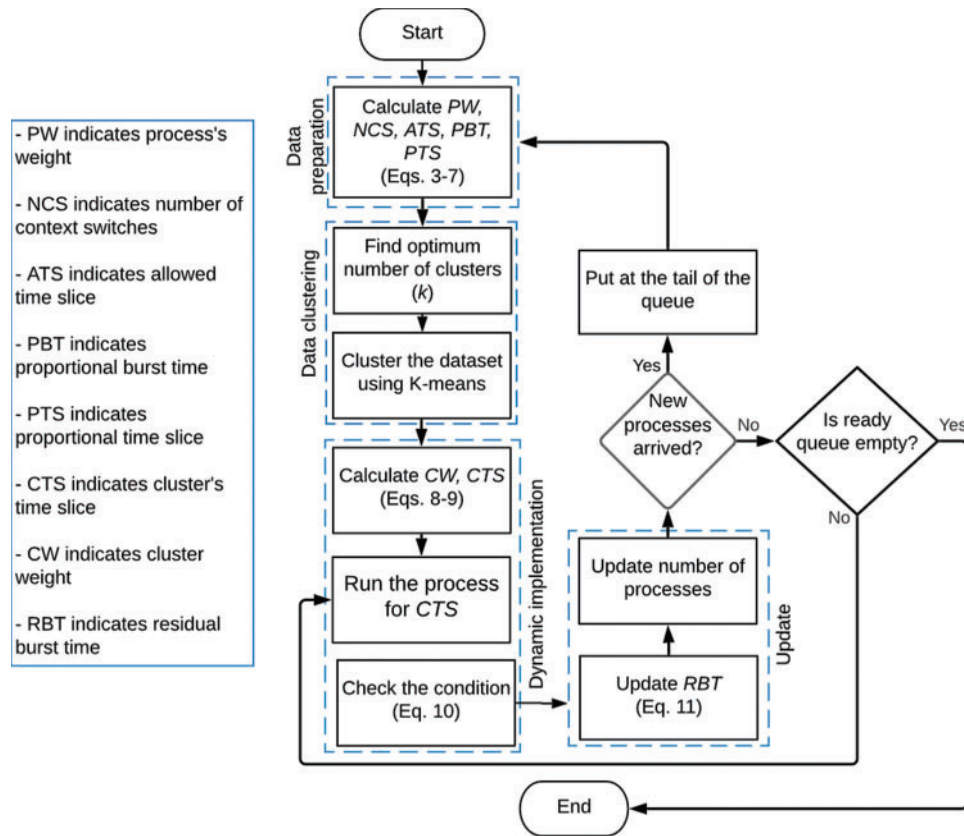 Start
- PW indicates process's
weight
- NCS indicates number of
context switches
- ATS indicates allowed
time slice
- PBT indicates
proportional burst time
- PTS indicates
proportional time slice
- CTS indicates cluster's
time slice
- CW indicates cluster
weight
- RBT indicates residual
burst time
Data
preparation
Calculate PW,
NCS, ATS, PBT,
PTS
(Eqs. 3-7)
Data clustering
Find optimum
number of clusters
(k)
Cluster the dataset
using K-means
Dynamic implementation
Calculate CW, CTS
(Eqs. 8-9)
Run the process
for CTS
Check the condition
(Eq. 10)
Update
Update RBT
(Eq. 11)
Update number of
processes
New
processes
arrived?
Yes
No
Put at the tail of the
queue
Is ready
queue empty?
Yes
No
End